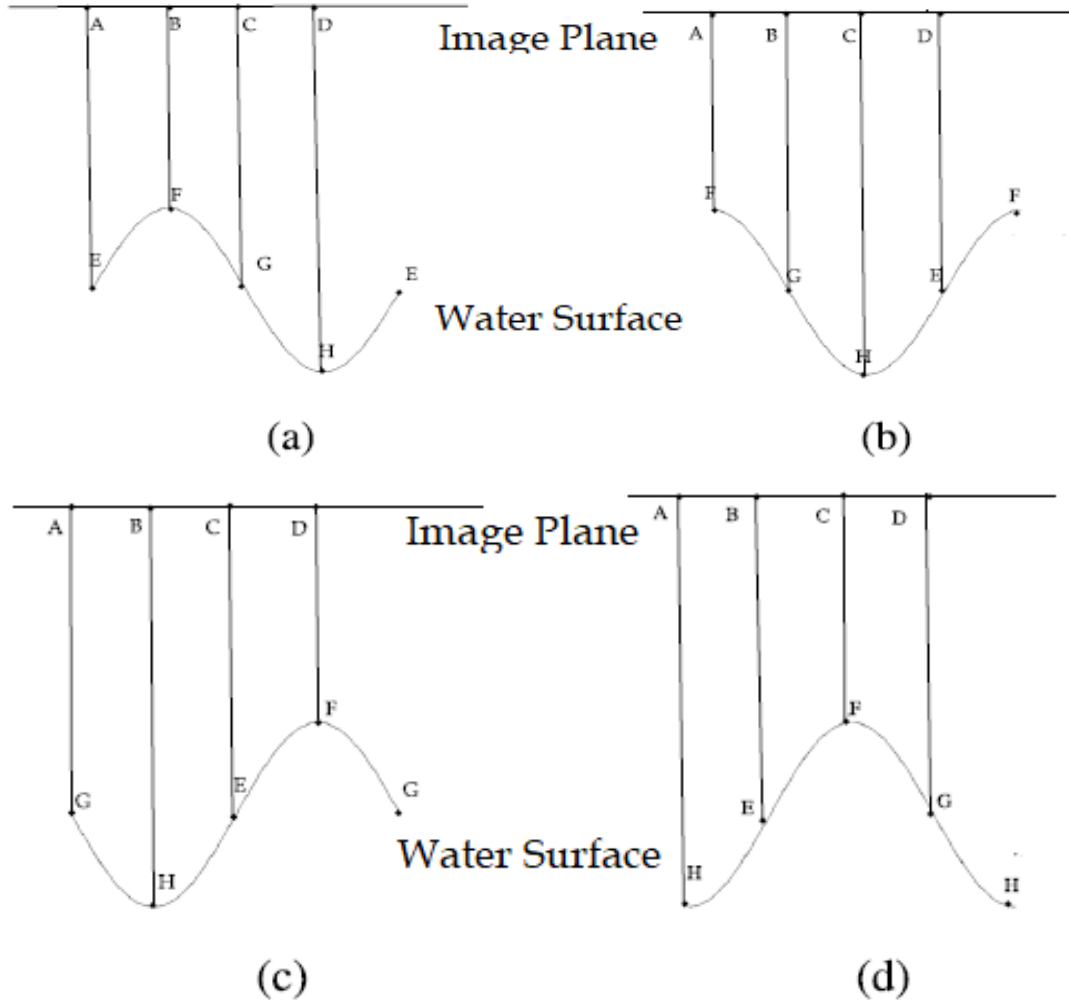 A B C D
Image Plane
F
E G E
Water Surface
H
(a)
A B C D
F F
G E
H
(b)
A B C D
Image Plane
F
G E G
Water Surface
H
(c)
A B C D
F
E G
H H
(d)